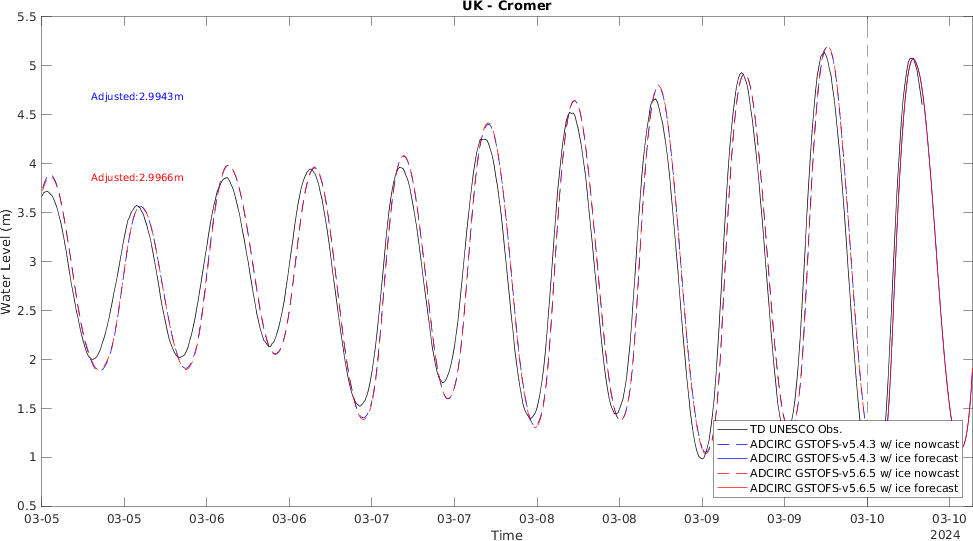 UK - Cromer
5.5
5
4.5
4
3.5
3
2.5
2
1.5
1
0.5
Water Level (m)
Adjusted:2.9943m
Adjusted:2.9966m
TD UNESCO Obs.
ADCIRC GSTOFS-v5.4.3 w/ ice nowcast
ADCIRC GSTOFS-v5.4.3 w/ ice forecast
ADCIRC GSTOFS-v5.6.5 w/ ice nowcast
ADCIRC GSTOFS-v5.6.5 w/ ice forecast
03-05 03-05 03-06 03-06 03-07 03-07 03-08 03-08 03-09 03-09 03-10 03-10
2024
Time